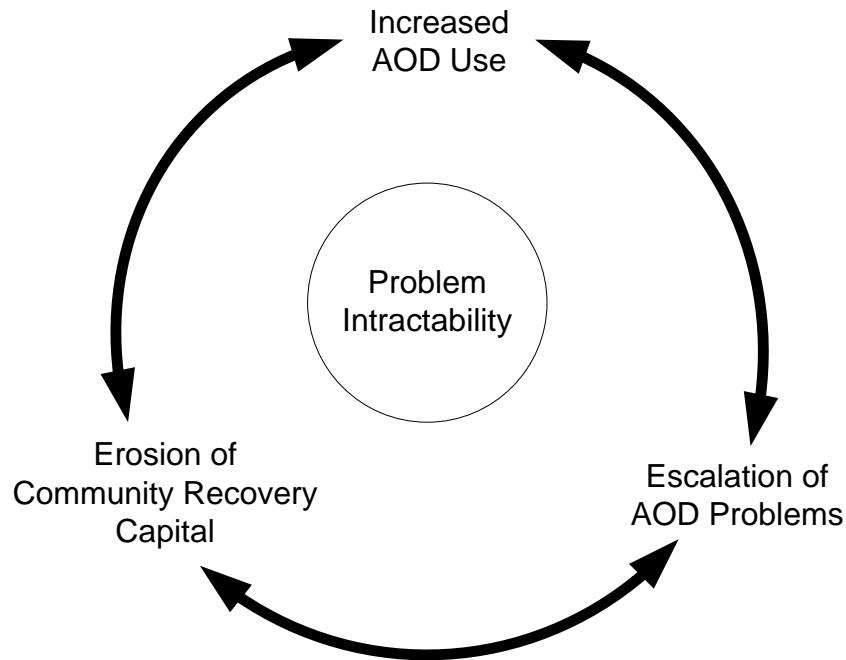 Increased
AOD Use
Problem
Intractability
Erosion of
Community Recovery
Capital
Escalation of
AOD Problems